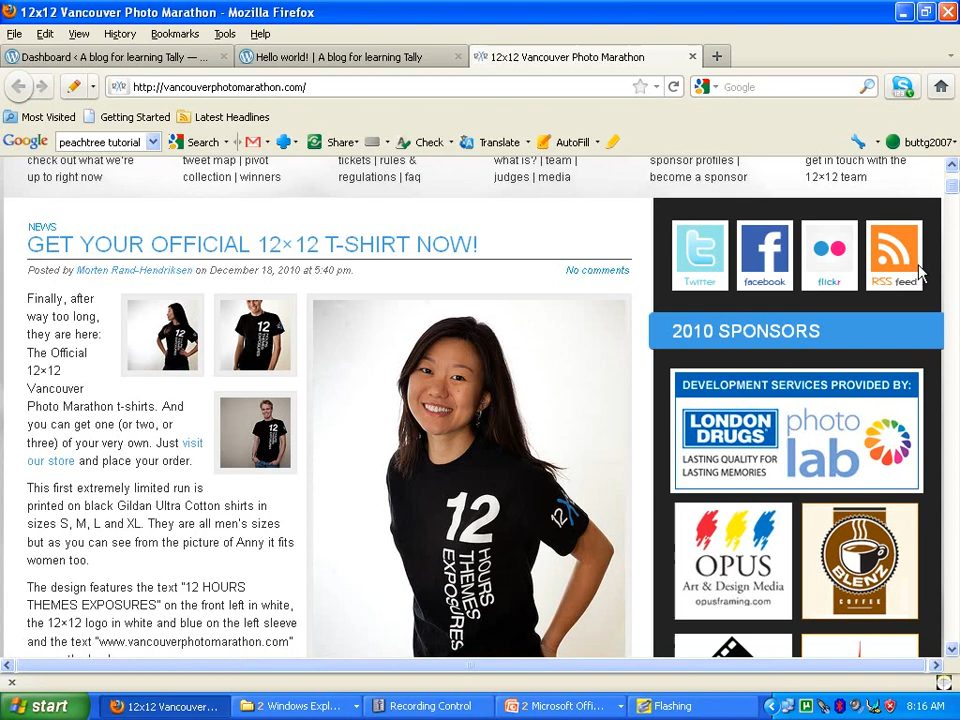 12x12 Vancouver Photo Marathon - Mozilla Firefox
File Edit View History Bookmarks Tools Help
Dashboard ‹ A blog for learning Tally — ...
Hello world! | A blog for learning Tally
12x12 Vancouver Photo Marathon
http://vancouverphotomarathon.com/
Google
Most Visited Getting Started Latest Headlines
Google peachtree tutorial Search Share Check Translate AutoFill buttg2007
check out what we're
up to right now
tweet map | pivot
collection | winners
tickets | rules &
regulations | faq
what is? | team |
judges | media
sponsor profiles |
become a sponsor
get in touch with the
12×12 team
NEWS
GET YOUR OFFICIAL 12×12 T-SHIRT NOW!
Posted by Morten Rand-Hendriksen on December 18, 2010 at 5:40 pm.
No comments
Finally, after
way too long,
they are here:
The Official
12×12
Vancouver
Photo Marathon t-shirts. And
you can get one (or two, or
three) of your very own. Just visit
our store and place your order.
This first extremely limited run is
printed on black Gildan Ultra Cotton shirts in
sizes S, M, L and XL. They are all men's sizes
but as you can see from the picture of Anny it fits
women too.
The design features the text "12 HOURS
THEMES EXPOSURES" on the front left in white,
the 12×12 logo in white and blue on the left sleeve
and the text "www.vancouverphotomarathon.com"
12
HOURS
THEMES
EXPOSURES
Twitter
facebook
flickr
RSS feed
2010 SPONSORS
DEVELOPMENT SERVICES PROVIDED BY:
LONDON
DRUGS
LASTING QUALITY FOR
LASTING MEMORIES
photo
lab
OPUS
Art & Design Media
opusframing.com
BLENZ
COFFEE
start
12x12 Vancouver...
2 Windows Expl...
Recording Control
2 Microsoft Offi...
Flashing
8:16 AM